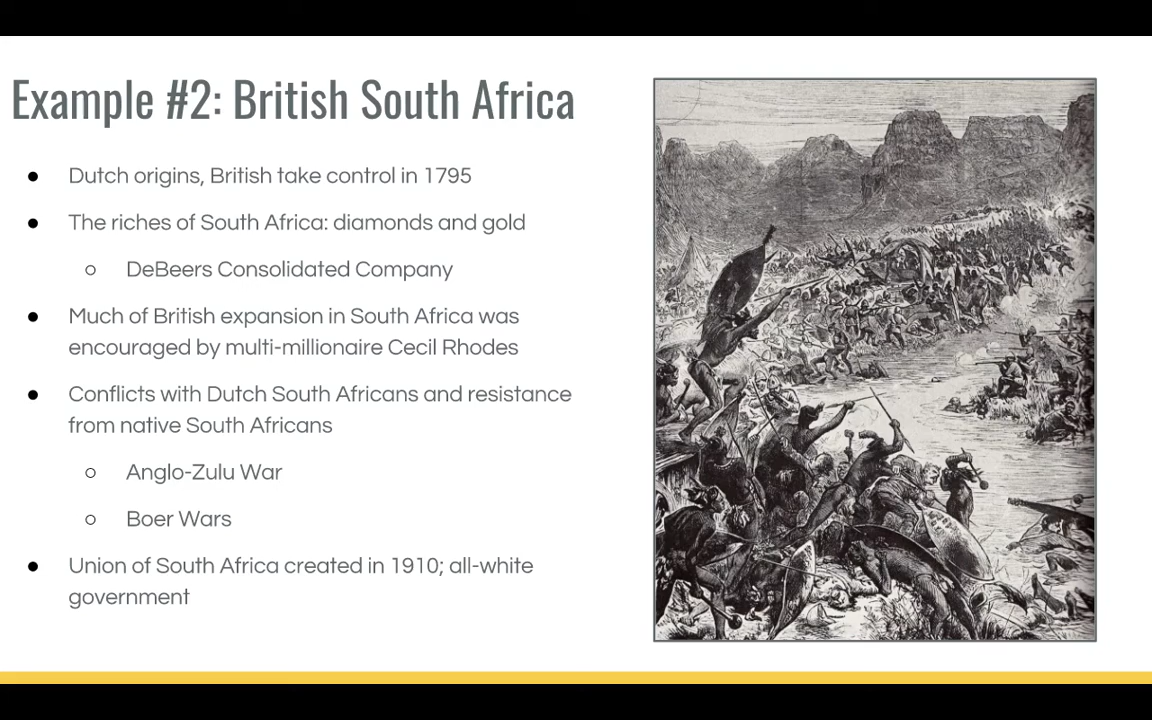 Example #2: British South Africa
● Dutch origins, British take control in 1795
● The riches of South Africa: diamonds and gold
○ DeBeers Consolidated Company
● Much of British expansion in South Africa was
encouraged by multi-millionaire Cecil Rhodes
● Conflicts with Dutch South Africans and resistance
from native South Africans
○ Anglo-Zulu War
○ Boer Wars
● Union of South Africa created in 1910; all-white
government